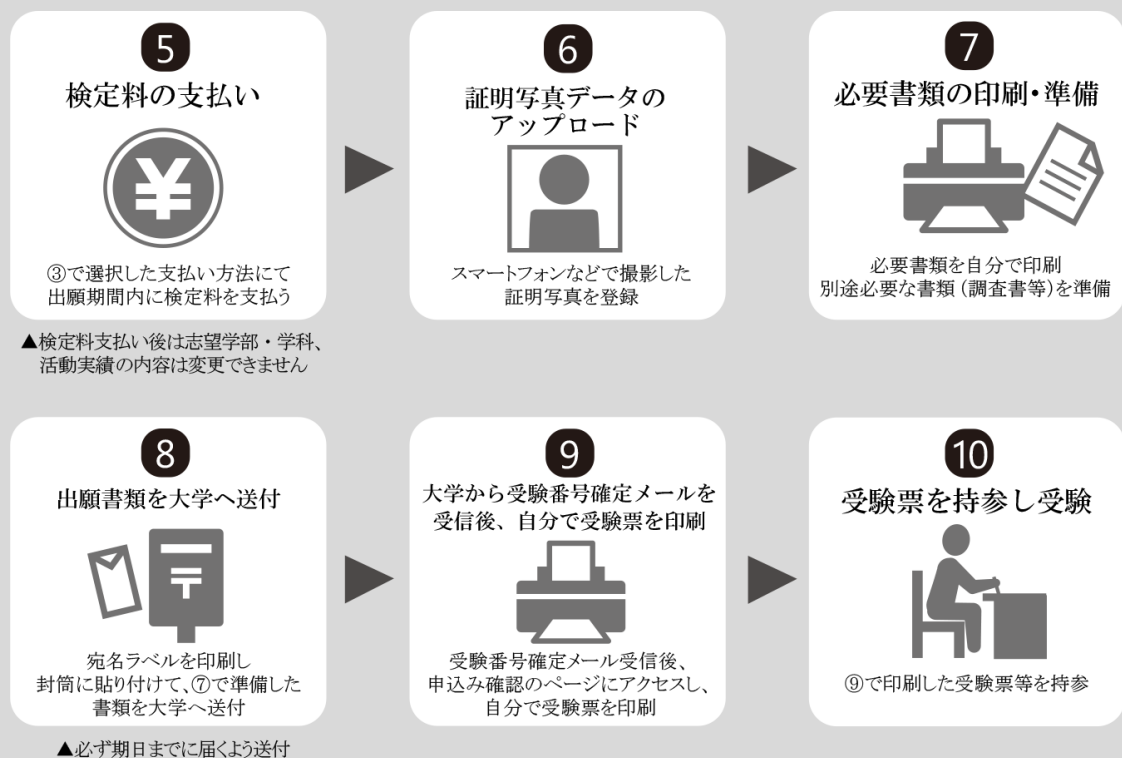 5
検定料の支払い
¥
③で選択した支払い方法にて
出願期間内に検定料を支払う
▲検定料支払い後は志望学部・学科、
活動実績の内容は変更できません
6
証明写真データの
アップロード
スマートフォンなどで撮影した
証明写真を登録
7
必要書類の印刷・準備
必要書類を自分で印刷
別途必要な書類(調査書等)を準備
8
出願書類を大学へ送付
〒
宛名ラベルを印刷し
封筒に貼り付けて、⑦で準備した
書類を大学へ送付
▲必ず期日までに届くよう送付
9
大学から受験番号確定メールを
受信後、自分で受験票を印刷
受験番号確定メール受信後、
申込み確認のページにアクセスし、
自分で受験票を印刷
10
受験票を持参し受験
⑨で印刷した受験票等を持参